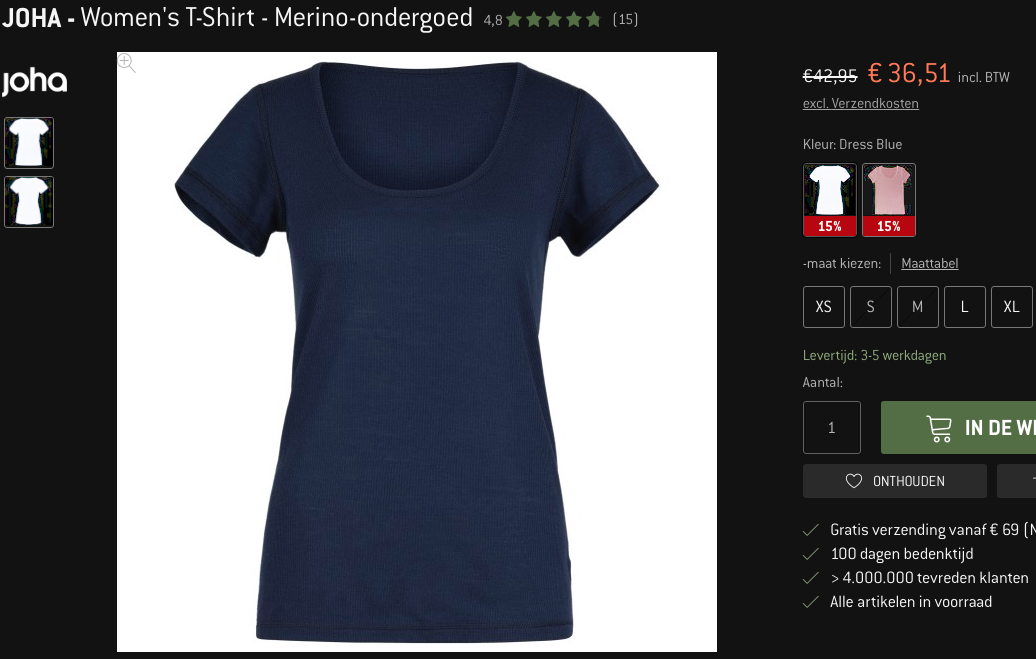 JOHA - Women's T-Shirt - Merino-ondergoed 4,8 (15)
joha
€42,95 € 36,51 incl. BTW
excl. Verzendkosten
Kleur: Dress Blue
15% 15%
-maat kiezen: Maattabel
XS S M L XL
Levertijd: 3-5 werkdagen
Aantal:
1
IN DE
ONTHOUDEN
Gratis verzending vanaf € 69
100 dagen bedenktijd
> 4.000.000 tevreden klanten
Alle artikelen in voorraad